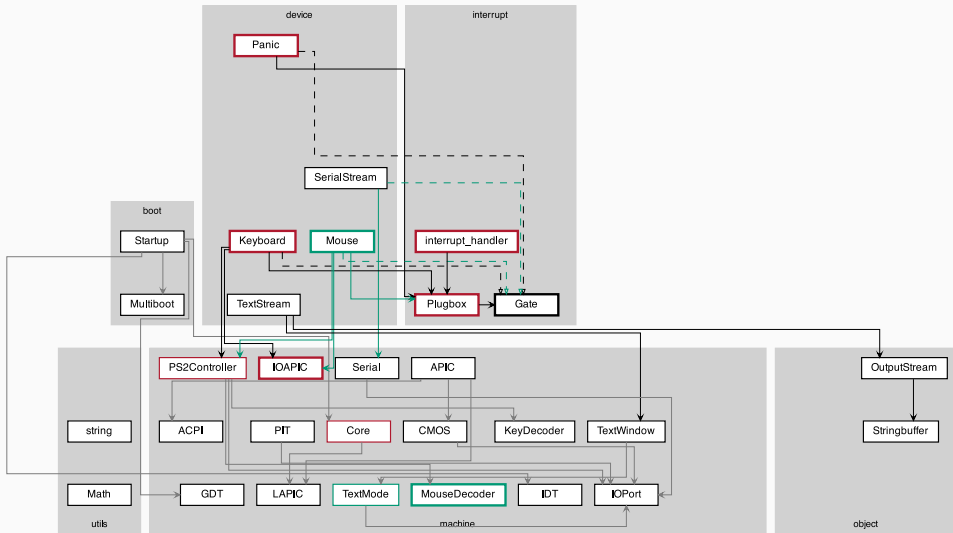 device
interrupt
Panic
SerialStream
boot
Startup
Keyboard
Mouse
interrupt_handler
Multiboot
TextStream
Plugbox
Gate
PS2Controller
IOAPIC
Serial
APIC
OutputStream
string
ACPI
PIT
Core
CMOS
KeyDecoder
TextWindow
Stringbuffer
Math
GDT
LAPIC
TextMode
MouseDecoder
IDT
IOPort
utils
machine
object